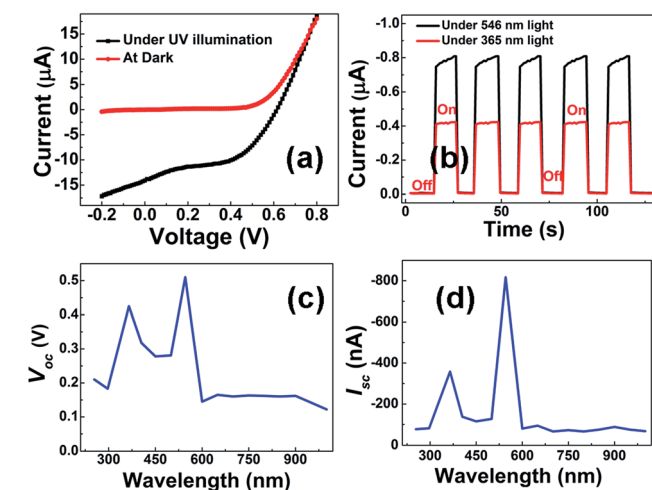 Under UV illumination
At Dark
Current (μA)
15
10
5
0
-5
-10
-15
-0.2 0.0 0.2 0.4 0.6 0.8
Voltage (V)
(a)
Under 546 nm light
Under 365 nm light
Current (μA)
-1.0
-0.8
-0.6
-0.4
-0.2
0.0
On
On
Off
Off
0 50 100
Time (s)
(b)
Voc (V)
0.5
0.4
0.3
0.2
0.1
0.0
300 450 600 750 900
Wavelength (nm)
(c)
Isc (nA)
-800
-600
-400
-200
0
300 450 600 750 900
Wavelength (nm)
(d)